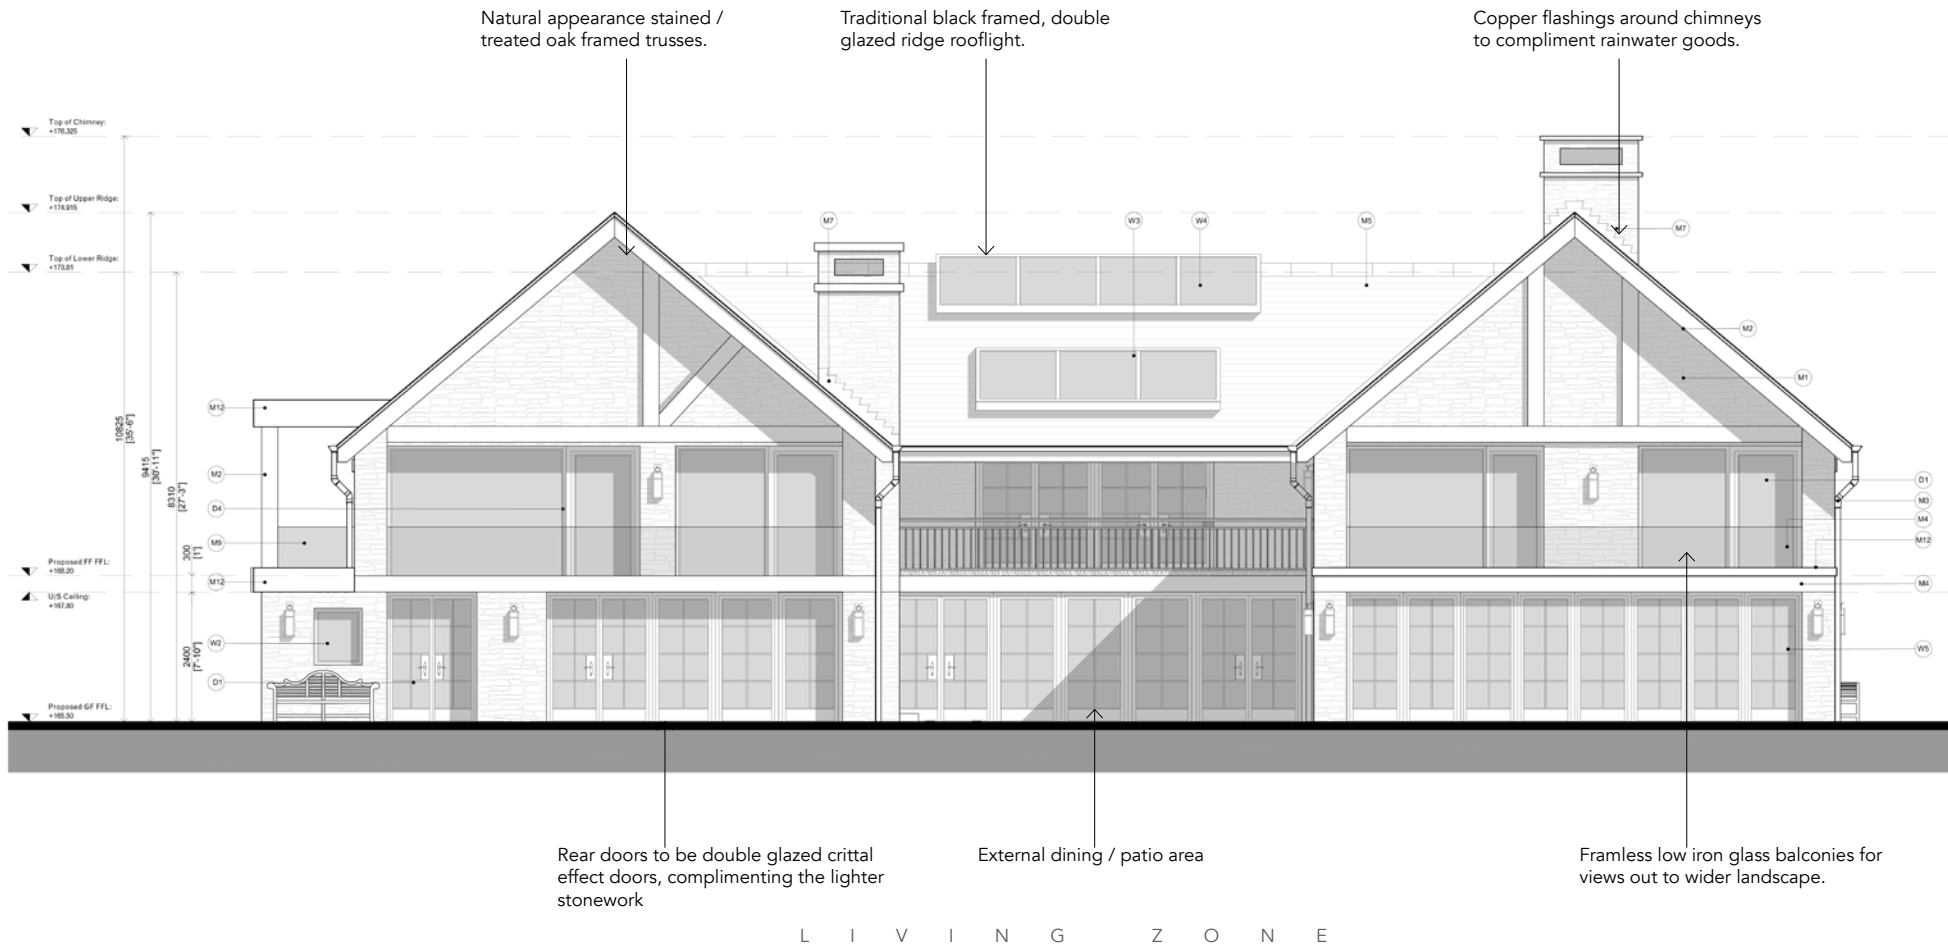 Natural appearance stained /
treated oak framed trusses.
Traditional black framed, double
glazed ridge rooflight.
Copper flashings around chimneys
to compliment rainwater goods.
Top of Chimney:
+176.325
Top of Upper Ridge:
+174.915
Top of Lower Ridge:
+173.81
Proposed FF FFL:
+168.20
U/S Ceiling:
+167.80
Proposed GF FFL:
+165.50
10825
[35'-6"]
9415
[30'-11"]
8310
[27'-3"]
300
[1']
2400
[7'-10"]
M12
M2
D4
M9
M12
W2
D1
M7
W3
W4
M5
M7
M2
M1
D1
M3
M4
M12
M4
W5
Rear doors to be double glazed crittal
effect doors, complimenting the lighter
stonework
External dining / patio area
Framless low iron glass balconies for
views out to wider landscape.
LIVING ZONE